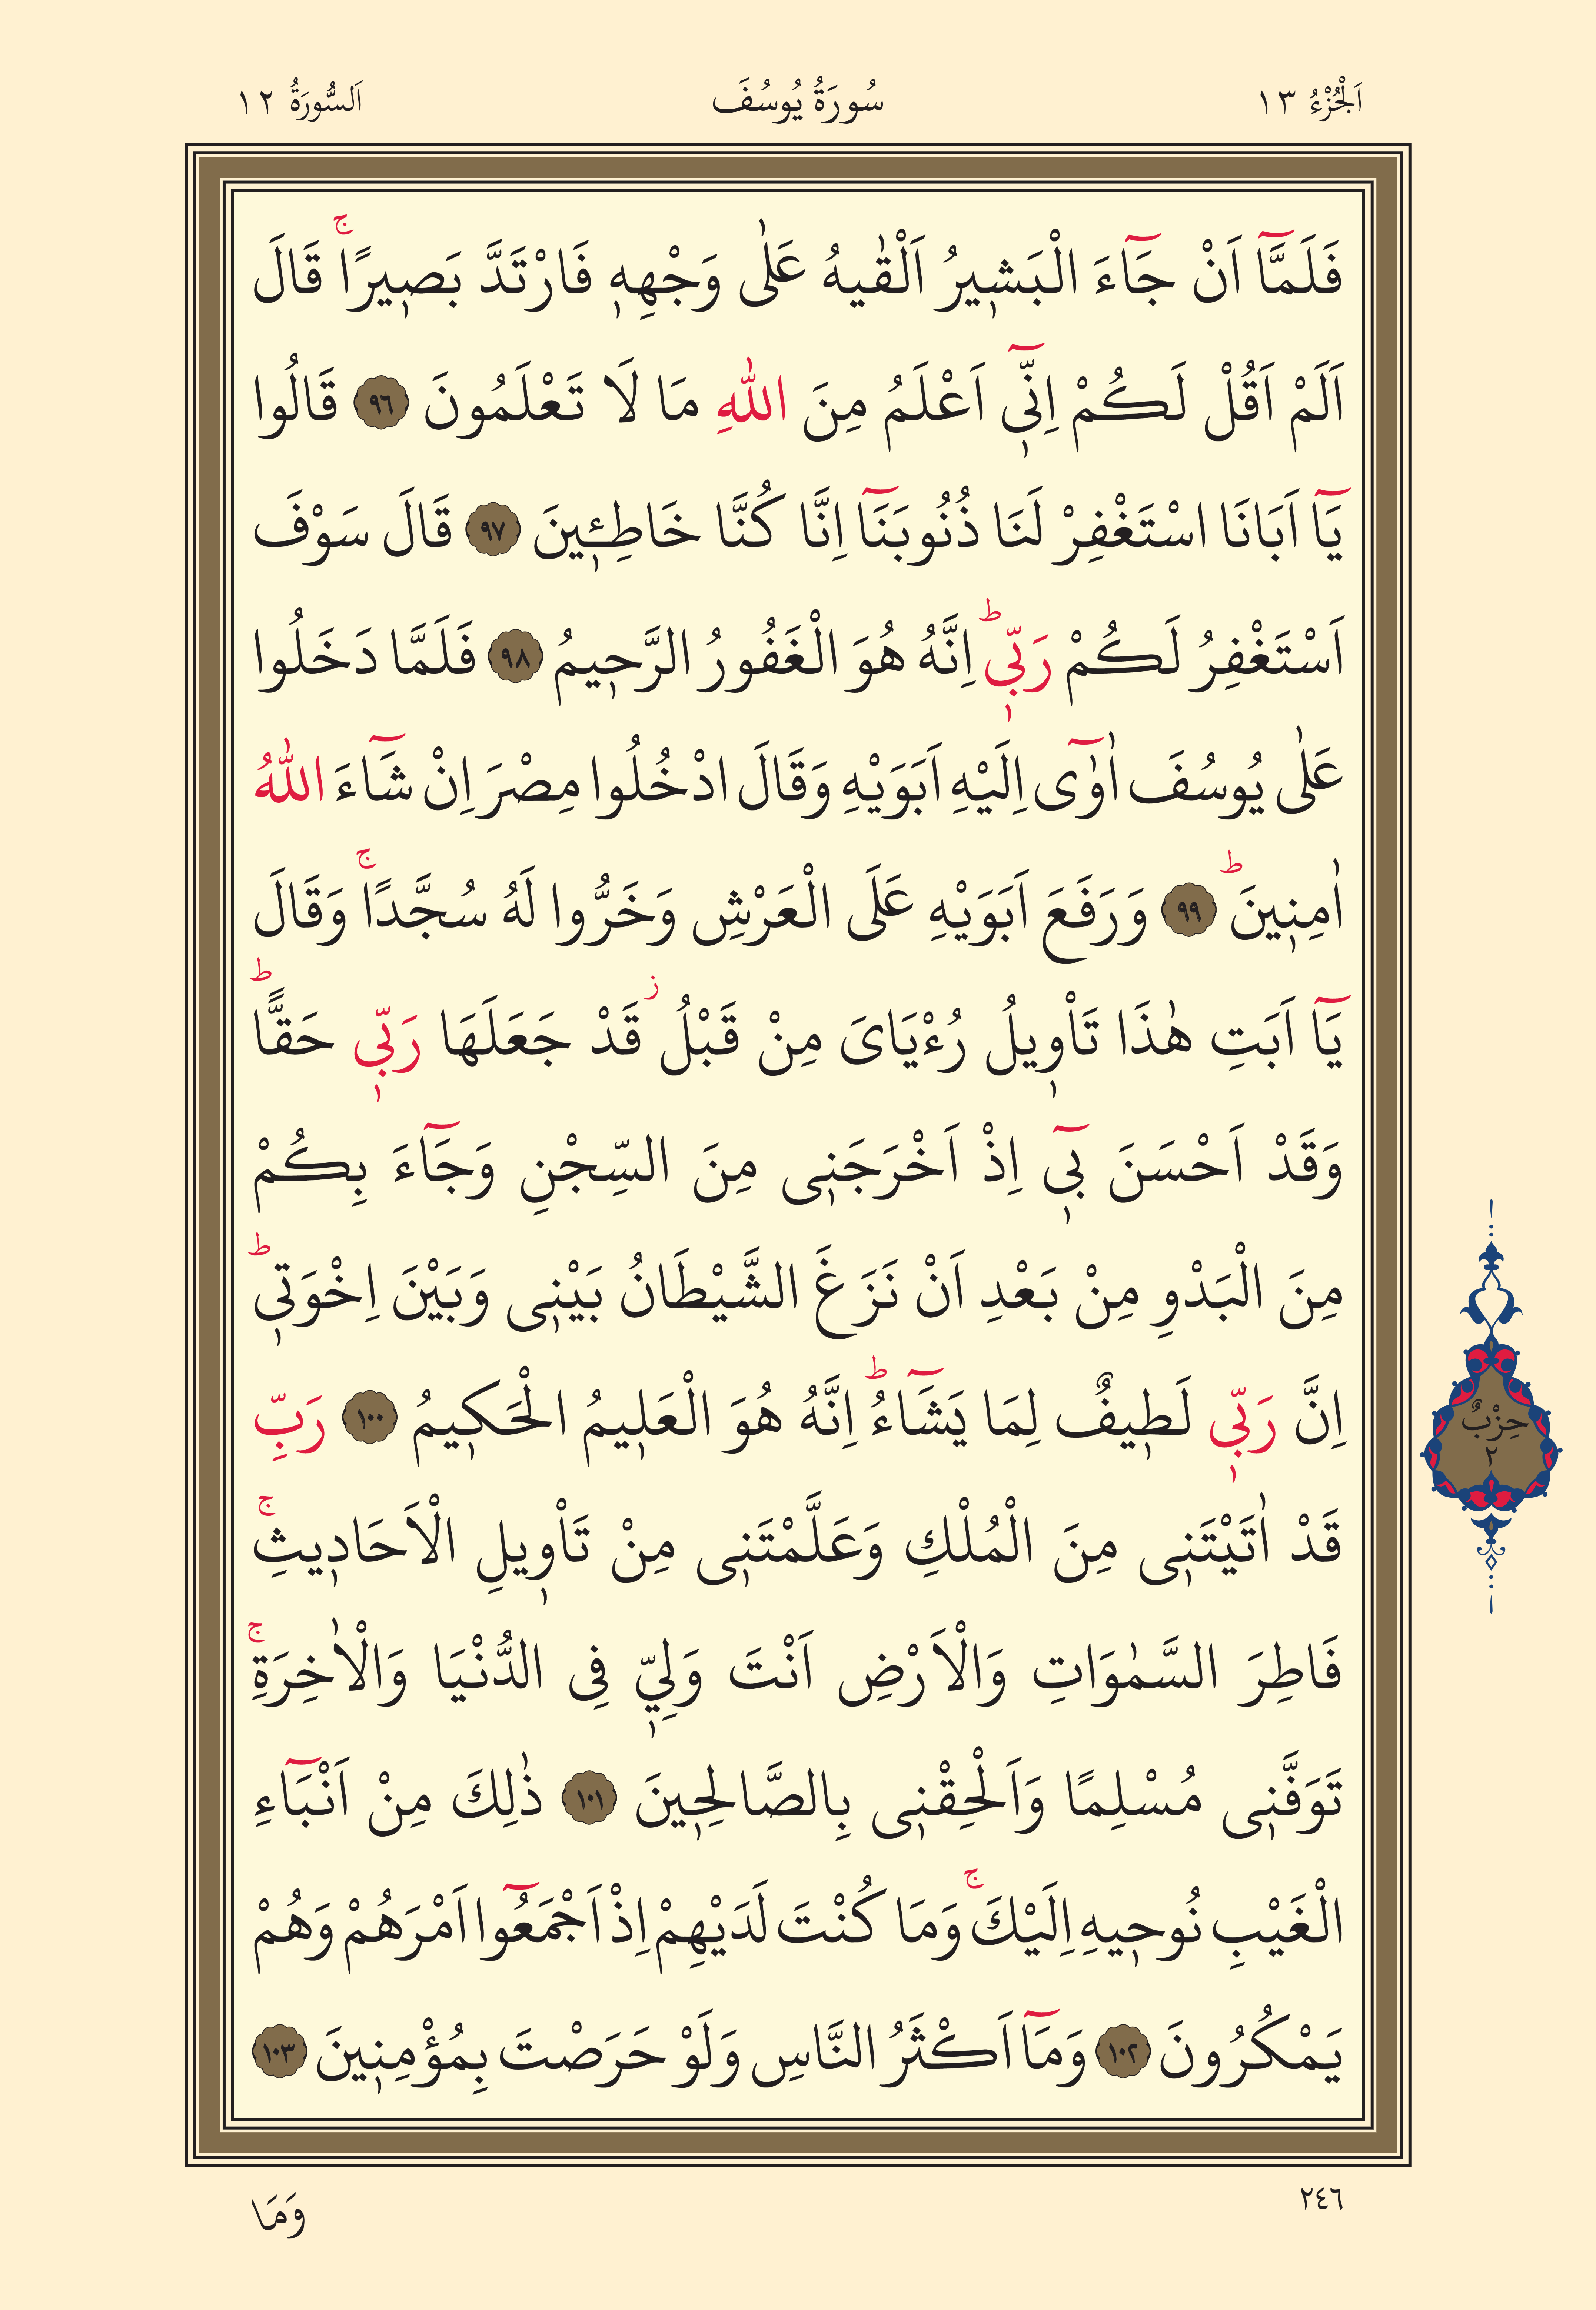 اَلْجُزْءُ ١٣
سُورَةُ يُوسُفَ
اَلسُّورَةُ ١٢
فَلَمَّٓا اَنْ جَٓاءَ الْبَش۪يرُ اَلْقٰيهُ عَلٰى وَجْهِه۪ فَارْتَدَّ بَص۪يرًاۚ قَالَ
اَلَمْ اَقُلْ لَكُمْ اِنّ۪ٓي اَعْلَمُ مِنَ اللّٰهِ مَا لَا تَعْلَمُونَ ﴿٩٦﴾ قَالُوا
يَٓا اَبَانَا اسْتَغْفِرْ لَنَا ذُنُوبَنَٓا اِنَّا كُنَّا خَاطِـ۪ٔينَ ﴿٩٧﴾ قَالَ سَوْفَ
اَسْتَغْفِرُ لَكُمْ رَبّ۪يۜ اِنَّهُ هُوَ الْغَفُورُ الرَّح۪يمُ ﴿٩٨﴾ فَلَمَّا دَخَلُوا
عَلٰى يُوسُفَ اٰوٰٓى اِلَيْهِ اَبَوَيْهِ وَقَالَ ادْخُلُوا مِصْرَ اِنْ شَٓاءَ اللّٰهُ
اٰمِن۪ينَۜ ﴿٩٩﴾ وَرَفَعَ اَبَوَيْهِ عَلَى الْعَرْشِ وَخَرُّوا لَهُ سُجَّدًاۚ وَقَالَ
يَٓا اَبَتِ هٰذَا تَأْو۪يلُ رُءْيَايَ مِنْ قَبْلُۘ قَدْ جَعَلَهَا رَبّ۪ي حَقًّاۜ
وَقَدْ اَحْسَنَ ب۪ٓي اِذْ اَخْرَجَن۪ي مِنَ السِّجْنِ وَجَٓاءَ بِكُمْ
مِنَ الْبَدْوِ مِنْ بَعْدِ اَنْ نَزَغَ الشَّيْطَانُ بَيْن۪ي وَبَيْنَ اِخْوَت۪يۜ
اِنَّ رَبّ۪ي لَط۪يفٌ لِمَا يَشَٓاءُۜ اِنَّهُ هُوَ الْعَل۪يمُ الْحَك۪يمُ ﴿١٠٠﴾ رَبِّ
قَدْ اٰتَيْتَن۪ي مِنَ الْمُلْكِ وَعَلَّمْتَن۪ي مِنْ تَأْو۪يلِ الْاَحَاد۪يثِۚ
فَاطِرَ السَّمٰوَاتِ وَالْاَرْضِ اَنْتَ وَلِيّ۪ فِي الدُّنْيَا وَالْاٰخِرَةِۚ
تَوَفَّن۪ي مُسْلِمًا وَاَلْحِقْن۪ي بِالصَّالِح۪ينَ ﴿١٠١﴾ ذٰلِكَ مِنْ اَنْبَٓاءِ
الْغَيْبِ نُوح۪يهِ اِلَيْكَۚ وَمَا كُنْتَ لَدَيْهِمْ اِذْ اَجْمَعُٓوا اَمْرَهُمْ وَهُمْ
يَمْكُرُونَ ﴿١٠٢﴾ وَمَٓا اَكْثَرُ النَّاسِ وَلَوْ حَرَصْتَ بِمُؤْمِن۪ينَ ﴿١٠٣﴾
حِزْبٌ
٢
٢٤٦
وَمَا